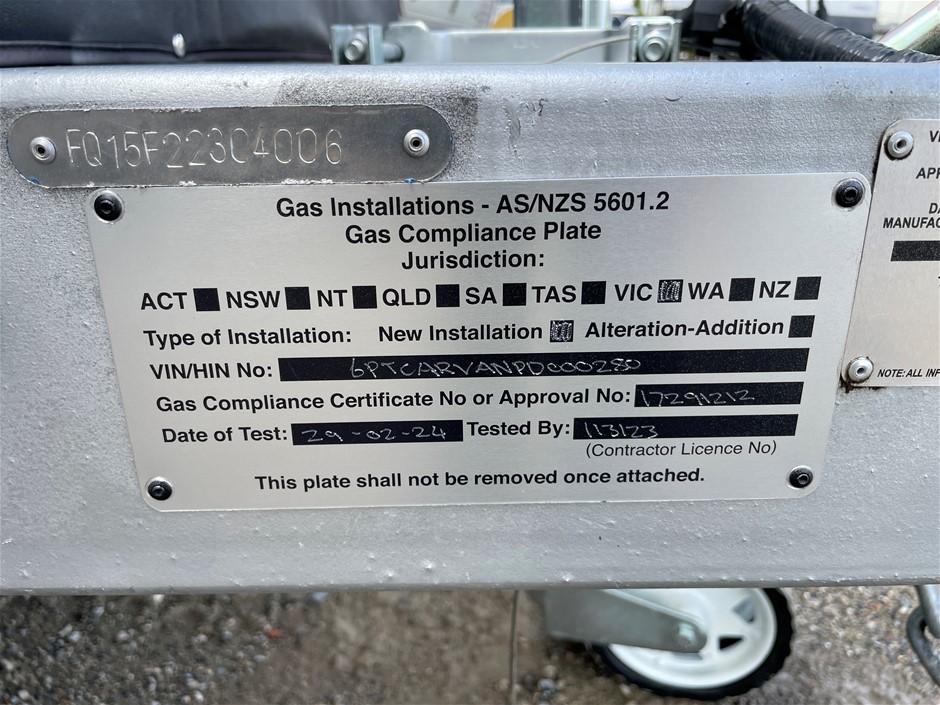 FQ15F22304006
Gas Installations - AS/NZS 5601.2
Gas Compliance Plate
Jurisdiction:
ACT NSW NT QLD SA TAS VIC WA NZ
Type of Installation: New Installation Alteration-Addition
VIN/HIN No: 6PTCARVANPD000280
Gas Compliance Certificate No or Approval No: 17291212
Date of Test: 29-02-24 Tested By: 113123
(Contractor Licence No)
This plate shall not be removed once attached.
NOTE: ALL INF